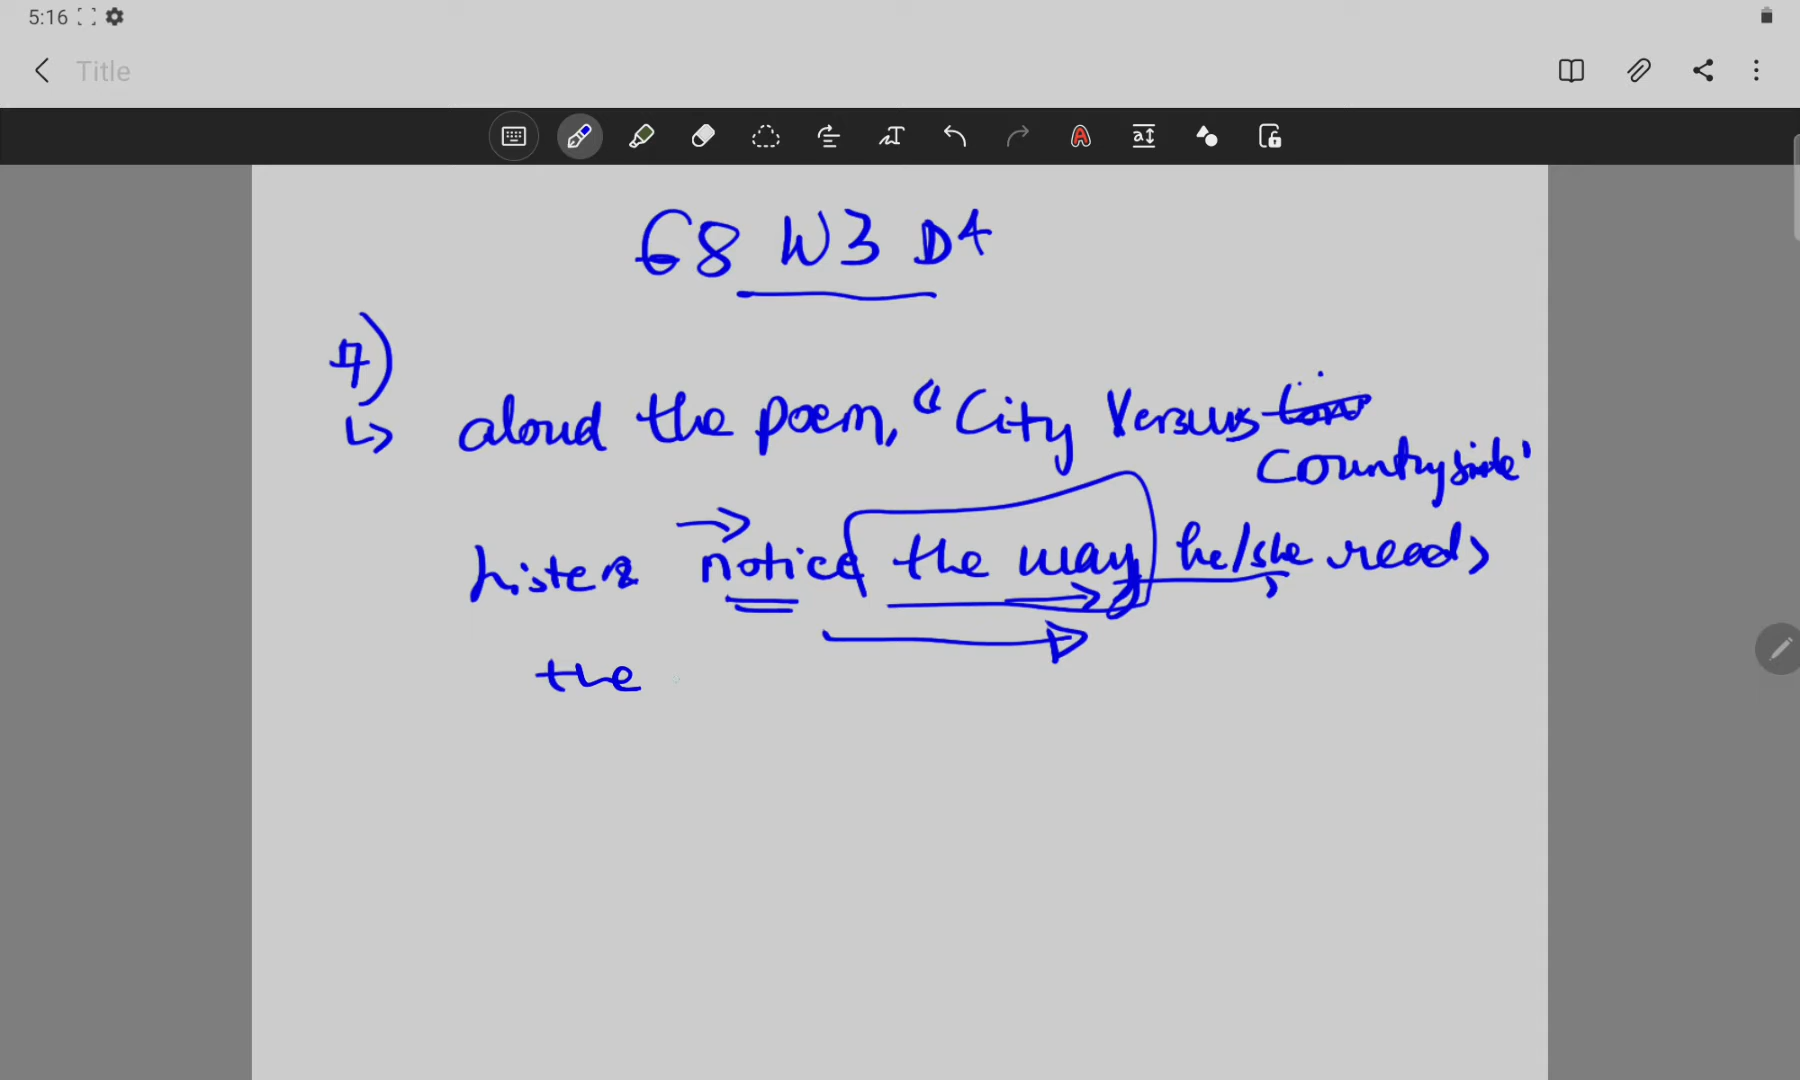 5:16
Title
G8 W3 D4
4)
↳ aloud the poem, "City Versus
Countryside"
Listen notice the way he/she reads
the